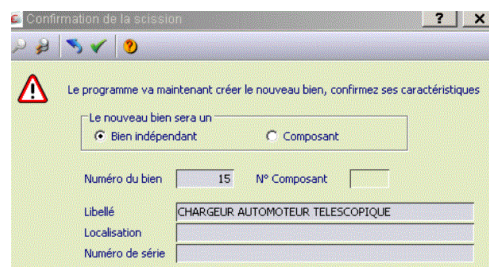 Confirmation de la scission
Le programme va maintenant créer le nouveau bien, confirmez ses caractéristiques
Le nouveau bien sera un
Bien indépendant Composant
Numéro du bien 15 N° Composant
Libellé CHARGEUR AUTOMOTEUR TELESCOPIQUE
Localisation
Numéro de série